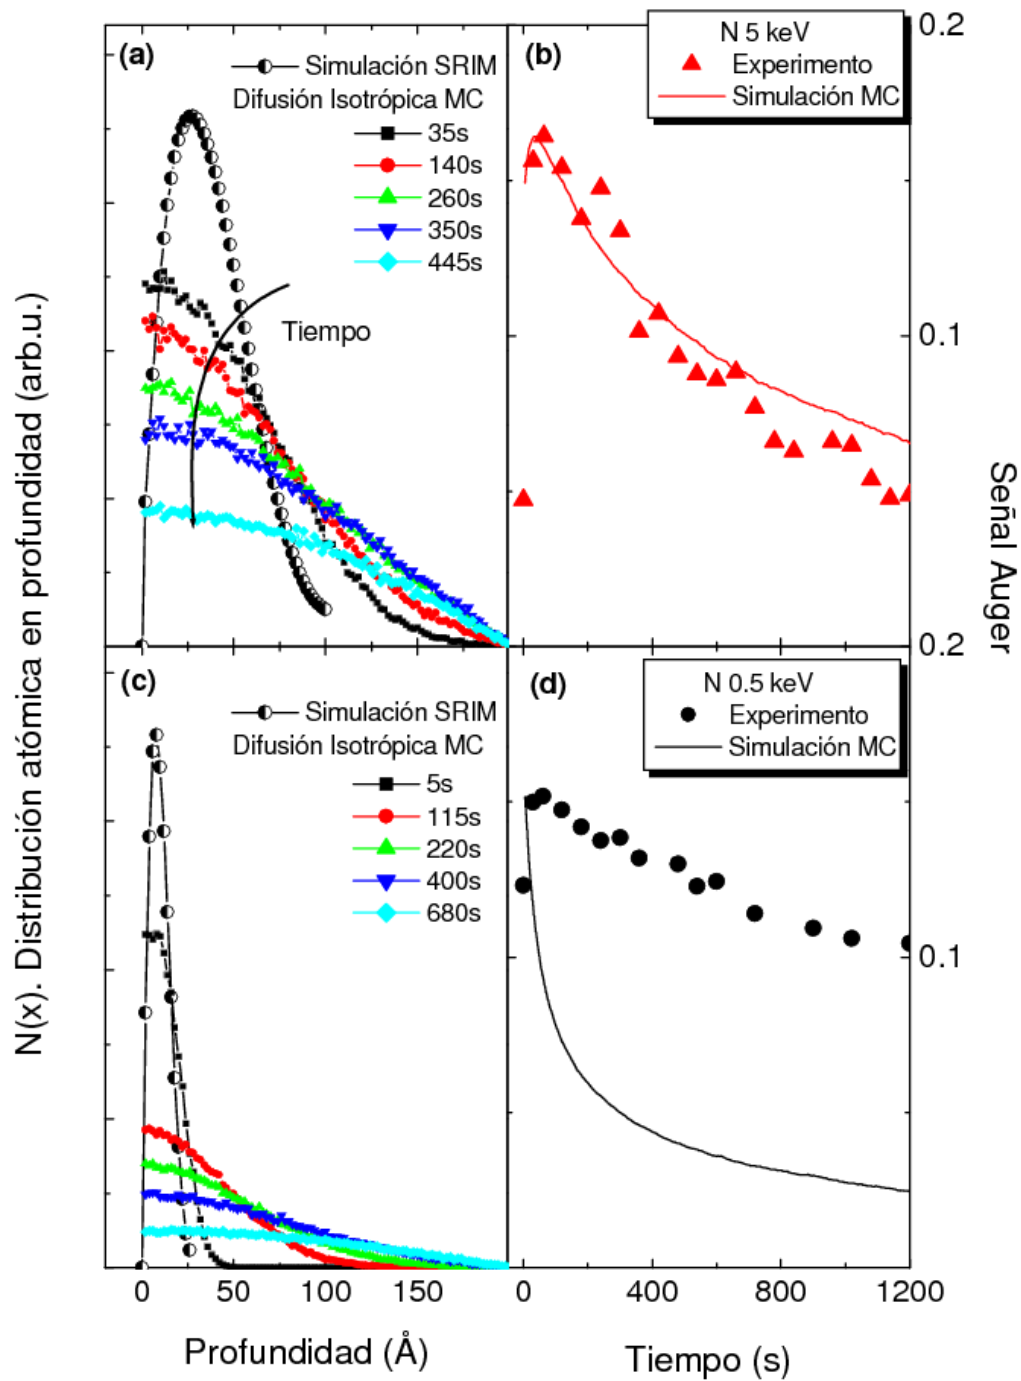 N(x). Distribución atómica en profundidad (arb.u.)
(a)
Simulación SRIM
Difusión Isotrópica MC
35s
140s
260s
350s
445s
Tiempo
(b)
N 5 keV
Experimento
Simulación MC
0.2
0.1
0.2
Señal Auger
(c)
Simulación SRIM
Difusión Isotrópica MC
5s
115s
220s
400s
680s
(d)
N 0.5 keV
Experimento
Simulación MC
0.1
0
50
100
150
0
400
800
1200
Profundidad (Å)
Tiempo (s)